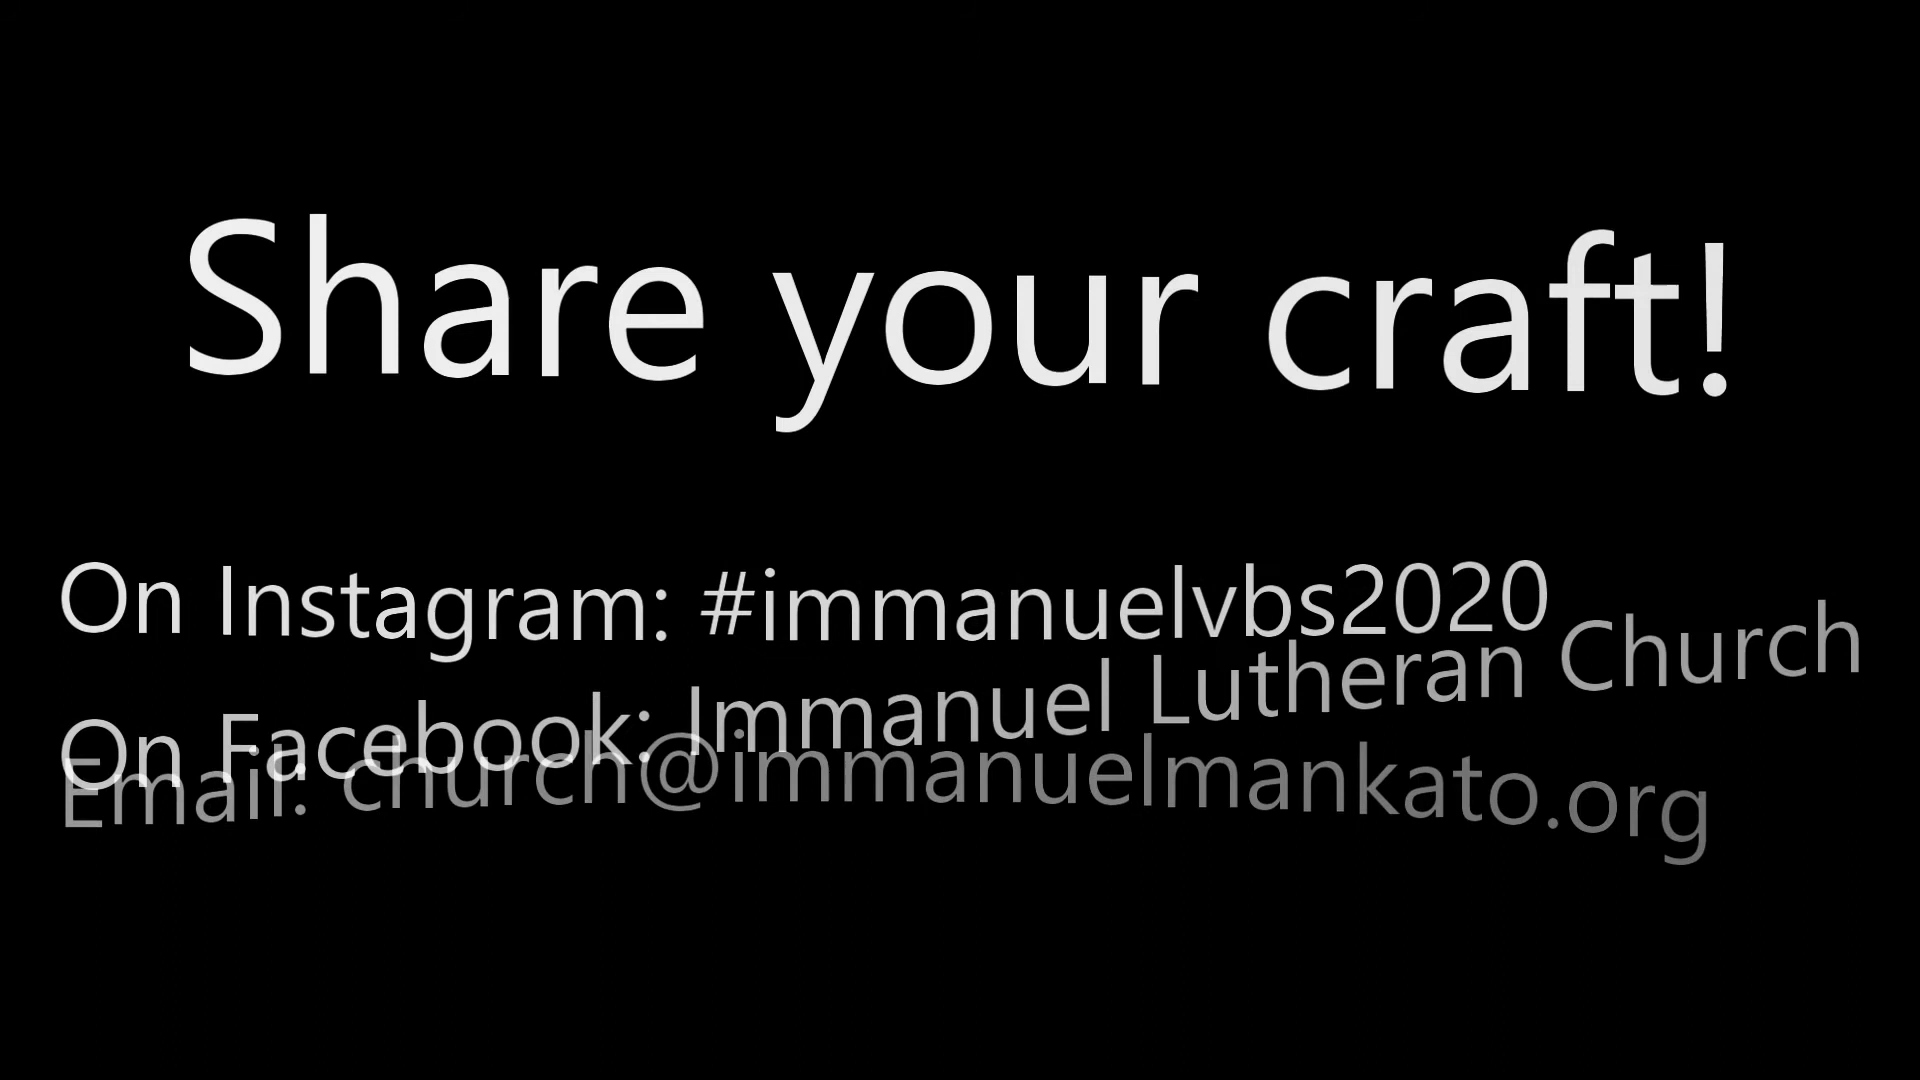 Share your craft!
On Instagram: #immanuelvbs2020
On Facebook: Immanuel Lutheran Church
Email: church@immanuelmankato.org